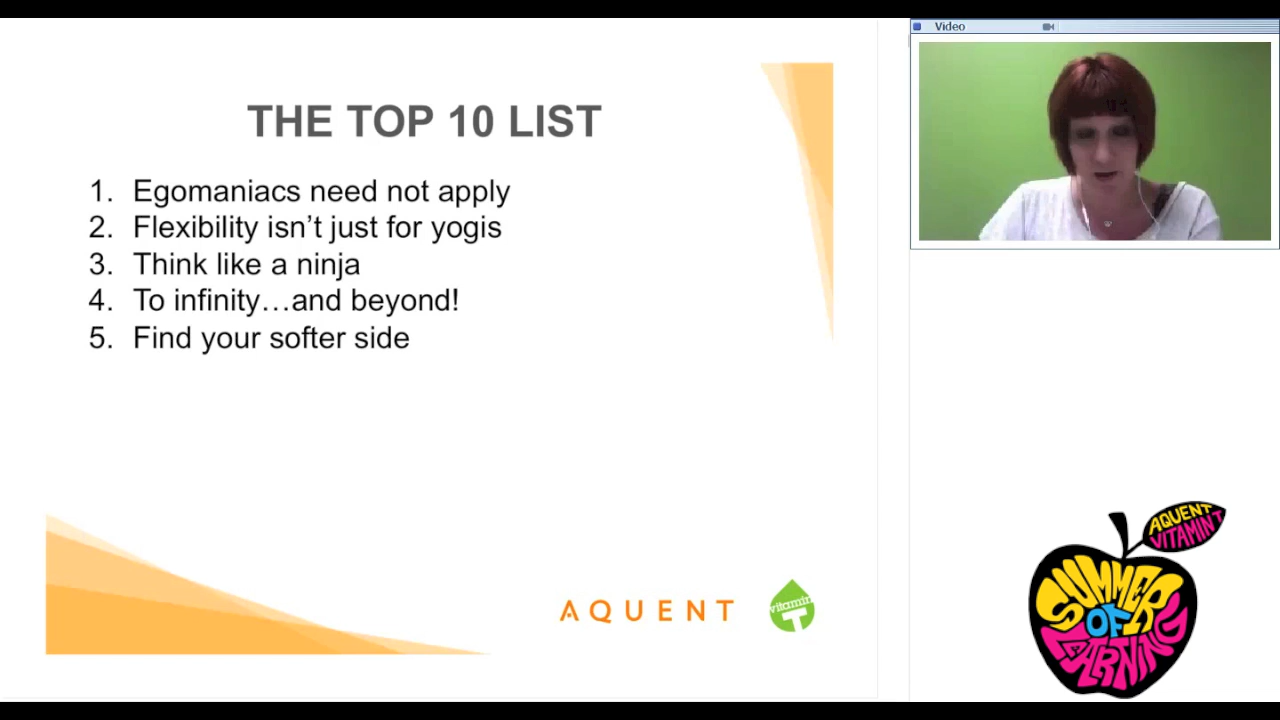 Video
THE TOP 10 LIST
1. Egomaniacs need not apply
2. Flexibility isn’t just for yogis
3. Think like a ninja
4. To infinity…and beyond!
5. Find your softer side
AQUENT
vitamin
T
AQUENT
VITAMINT
SUMMER
OF
LEARNING